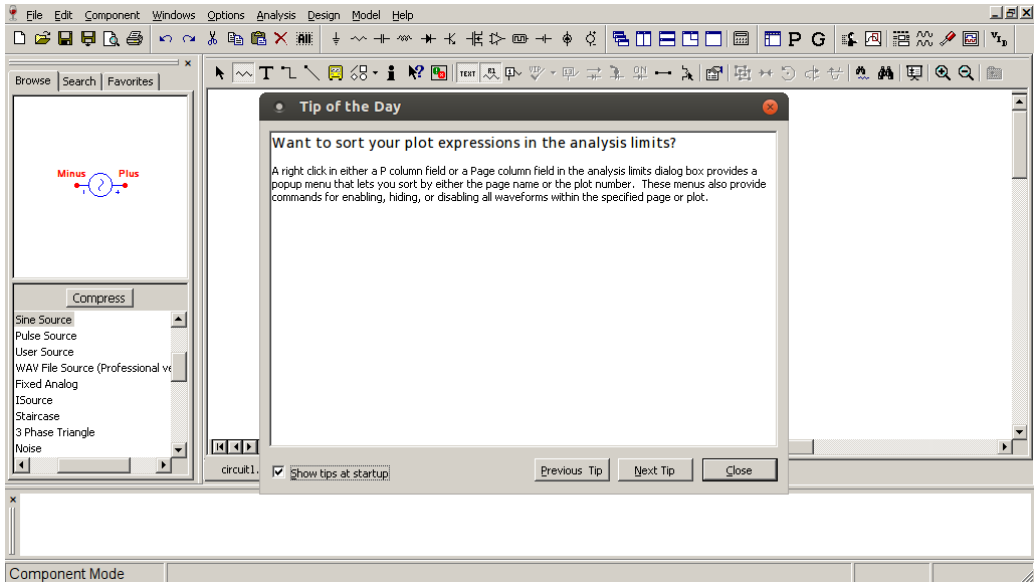 File Edit Component Windows Options Analysis Design Model Help
P G
Browse Search Favorites
T TEXT
Tip of the Day
Want to sort your plot expressions in the analysis limits?
A right click in either a P column field or a Page column field in the analysis limits dialog box provides a
popup menu that lets you sort by either the page name or the plot number. These menus also provide
commands for enabling, hiding, or disabling all waveforms within the specified page or plot.
Minus Plus
Compress
Sine Source
Pulse Source
User Source
WAV File Source (Professional ve
Fixed Analog
ISource
Staircase
3 Phase Triangle
Noise
circuit1.
Show tips at startup
Previous Tip Next Tip Close
Component Mode